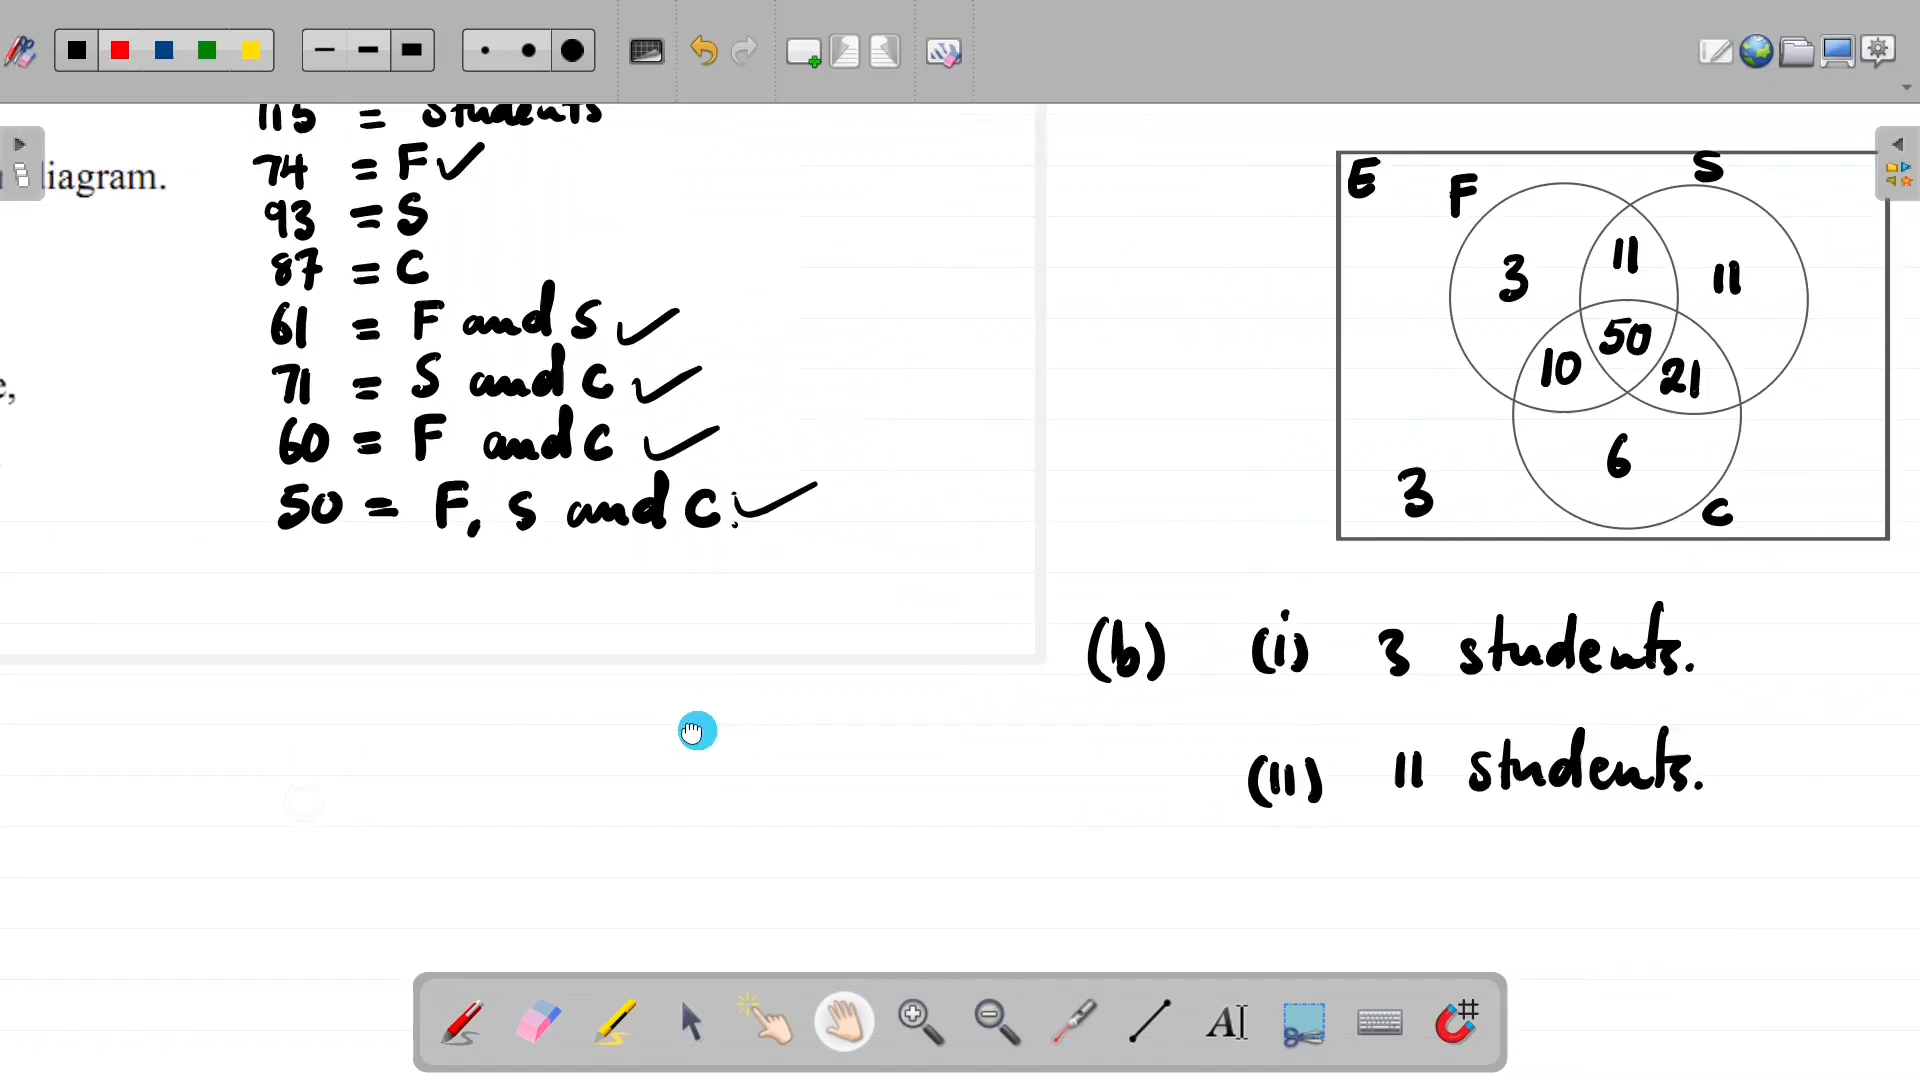 115 = students
diagram.
74 = F ✓
93 = S
87 = C
61 = F and S ✓
71 = S and C ✓
60 = F and C ✓
50 = F, S and C. ✓
E
F
S
3
11
11
50
10
21
6
3
C
(b) (i) 3 students.
(ii) 11 students.